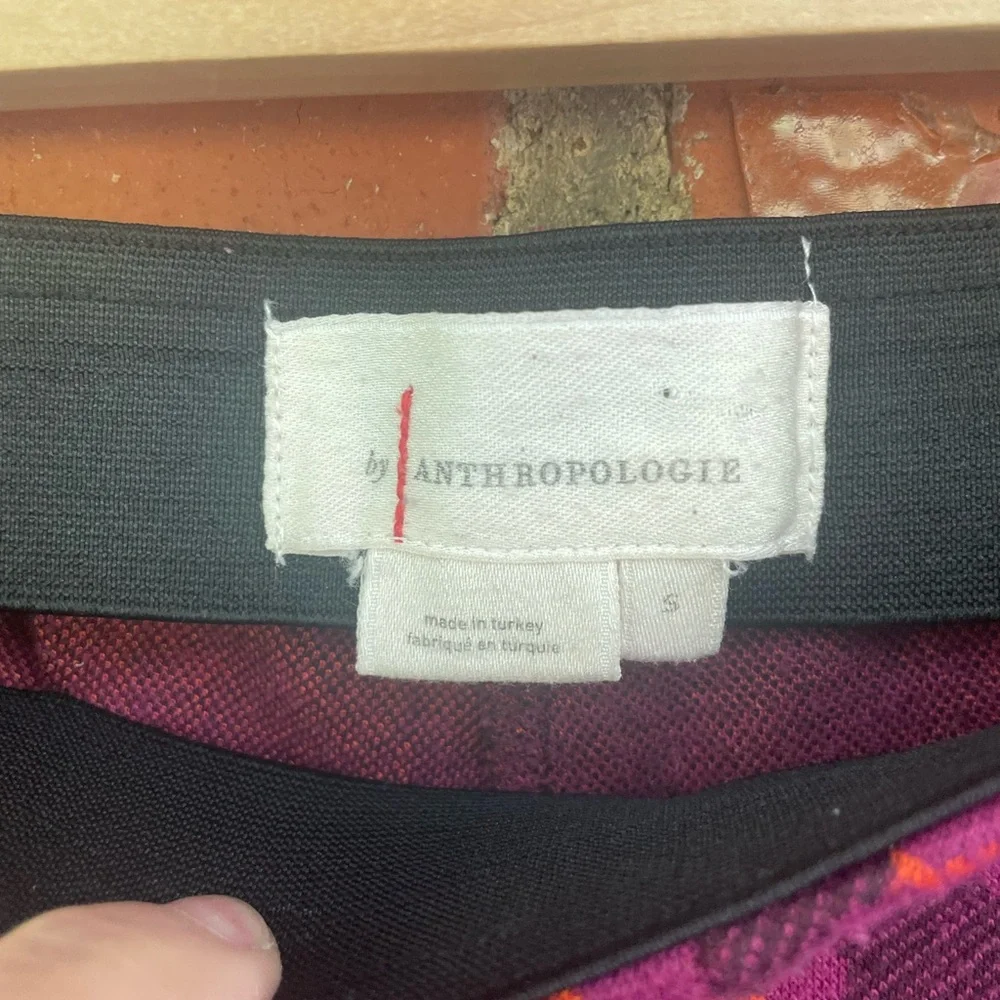 by ANTHROPOLOGIE
S
made in turkey
fabriqué en turquie